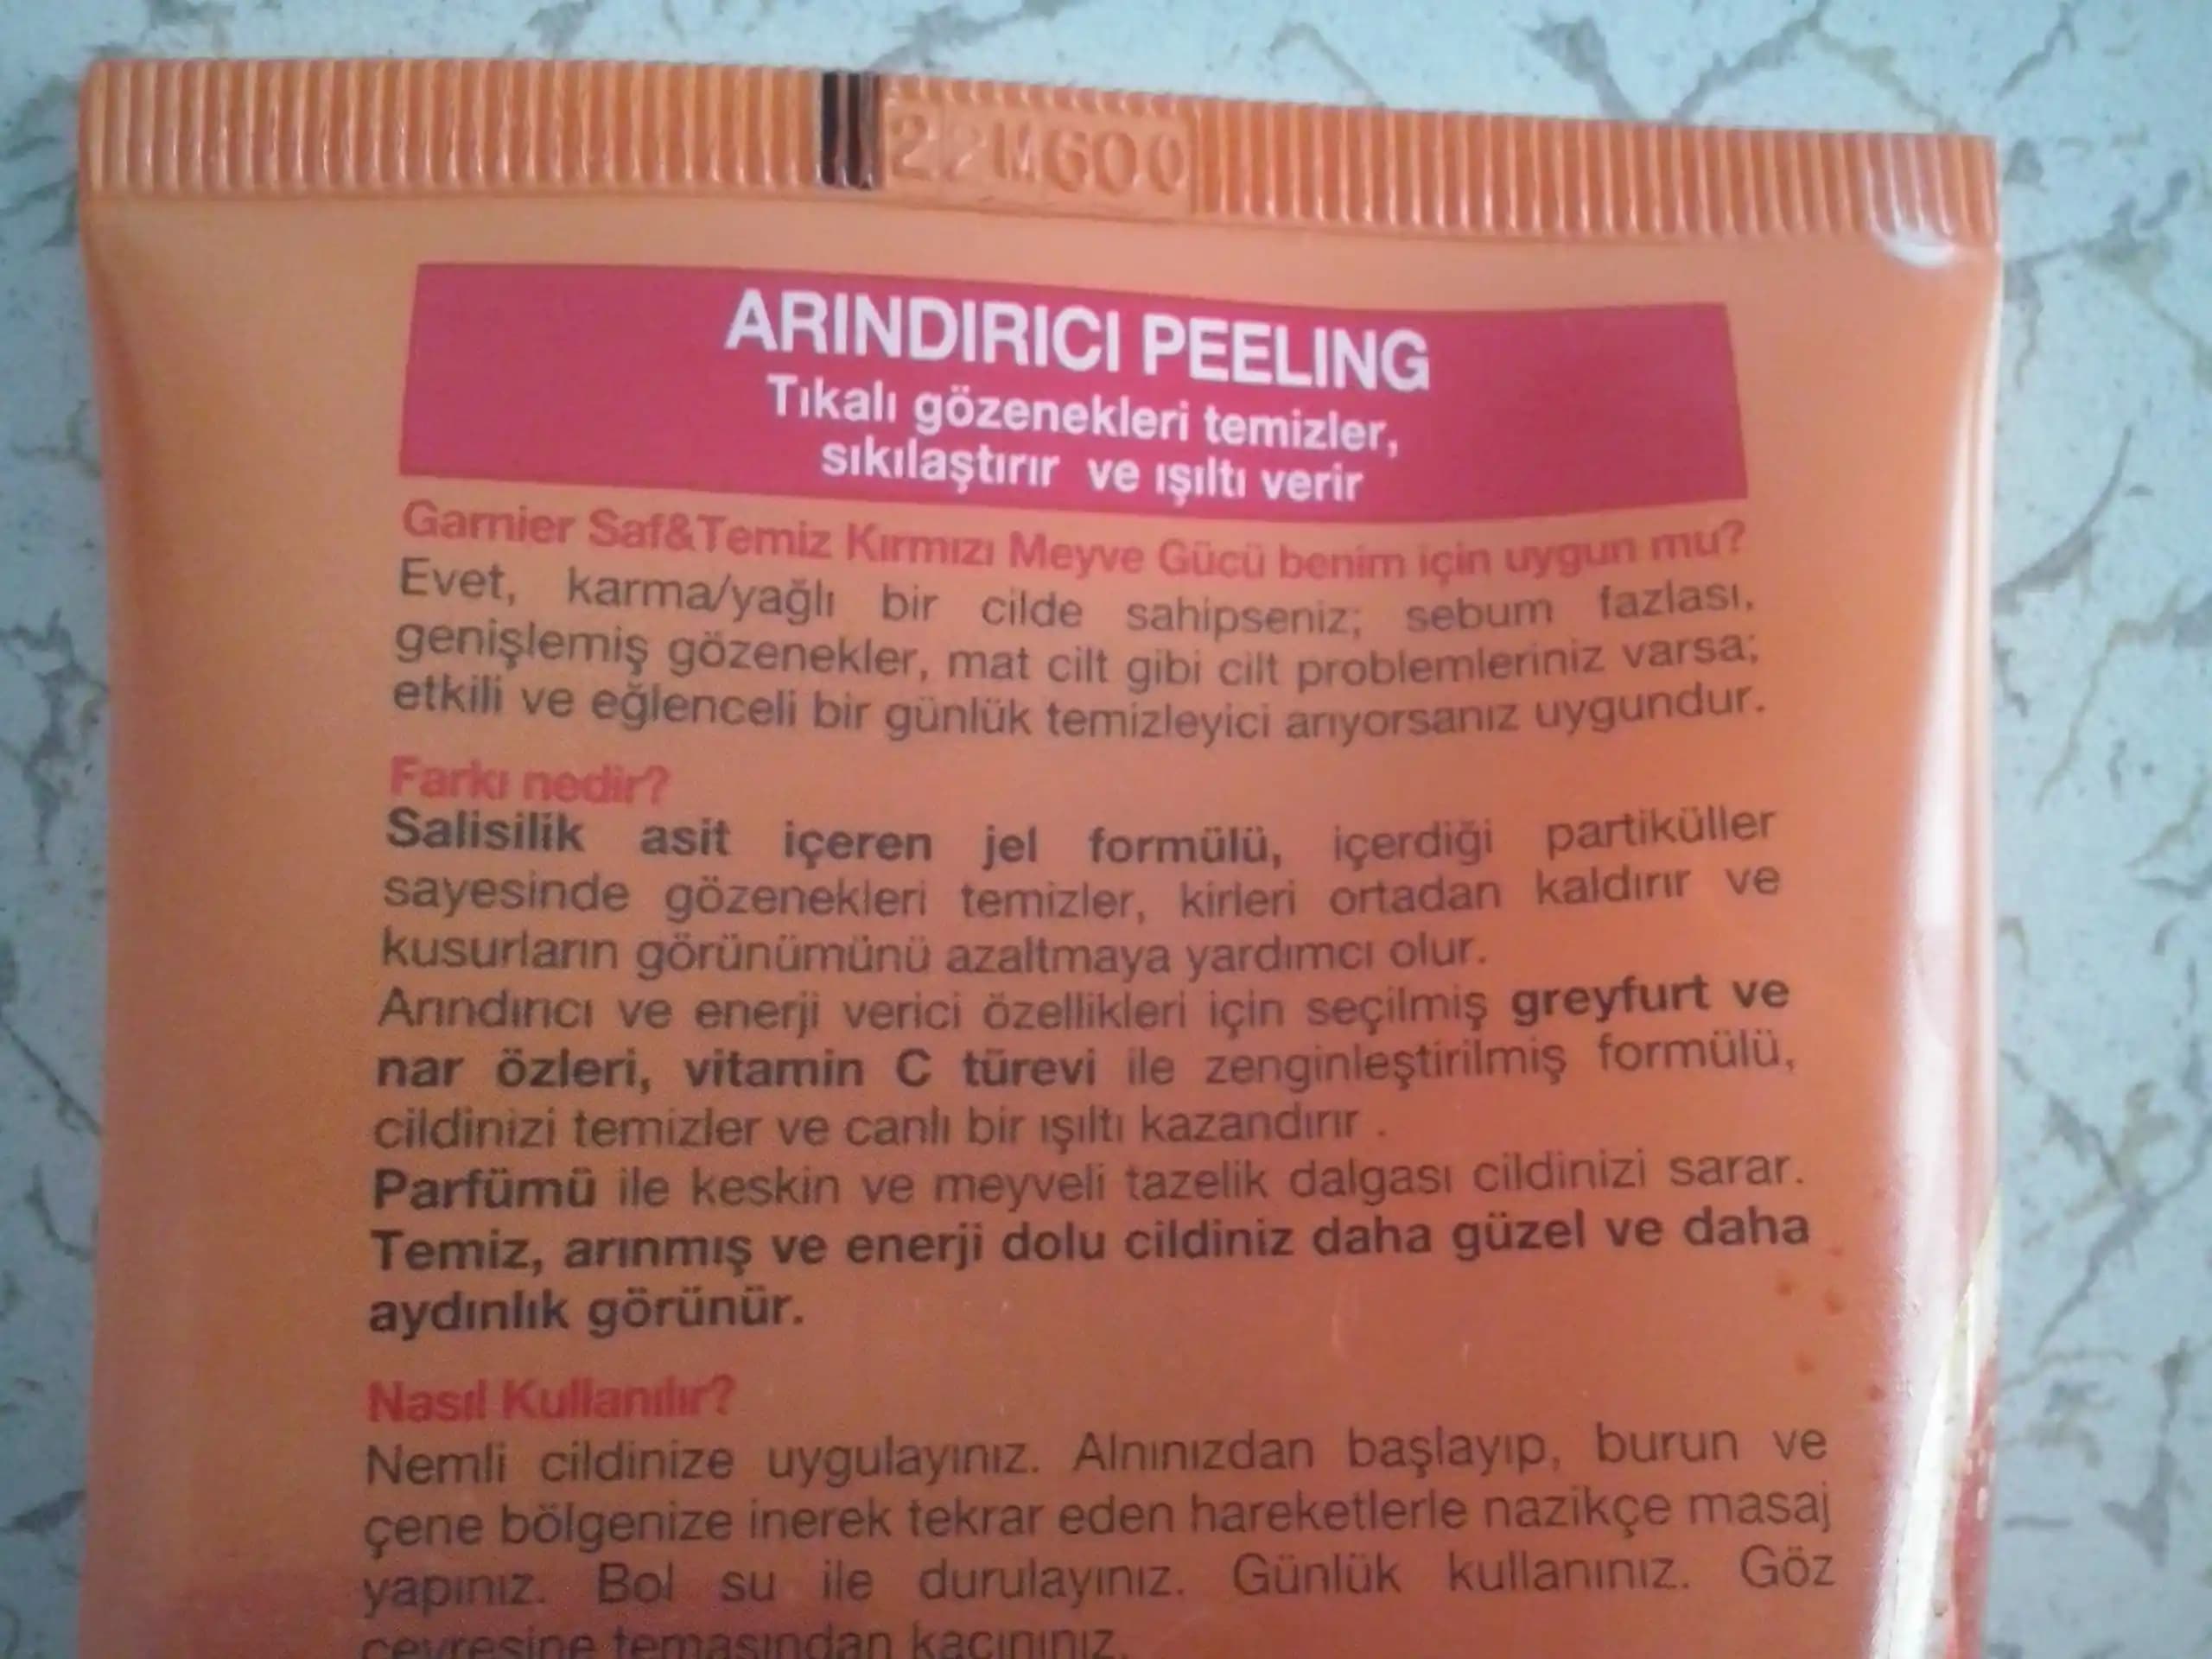 22M600
ARINDIRICI PEELING
Tıkalı gözenekleri temizler,
sıkılaştırır ve ışıltı verir
Garnier Saf&Temiz Kırmızı Meyve Gücü benim için uygun mu?
Evet, karma/yağlı bir cilde sahipseniz; sebum fazlası,
genişlemiş gözenekler, mat cilt gibi cilt problemleriniz varsa;
etkili ve eğlenceli bir günlük temizleyici arıyorsanız uygundur.
Farkı nedir?
Salisilik asit içeren jel formülü, içerdiği partiküller
sayesinde gözenekleri temizler, kirleri ortadan kaldırır ve
kusurların görünümünü azaltmaya yardımcı olur.
Arındırıcı ve enerji verici özellikleri için seçilmiş greyfurt ve
nar özleri, vitamin C türevi ile zenginleştirilmiş formülü,
cildinizi temizler ve canlı bir ışıltı kazandırır .
Parfümü ile keskin ve meyveli tazelik dalgası cildinizi sarar.
Temiz, arınmış ve enerji dolu cildiniz daha güzel ve daha
aydınlık görünür.
Nasıl Kullanılır?
Nemli cildinize uygulayınız. Alnınızdan başlayıp, burun ve
çene bölgenize inerek tekrar eden hareketlerle nazikçe masaj
yapınız. Bol su ile durulayınız. Günlük kullanınız. Göz
çevresine temasından kaçınınız.